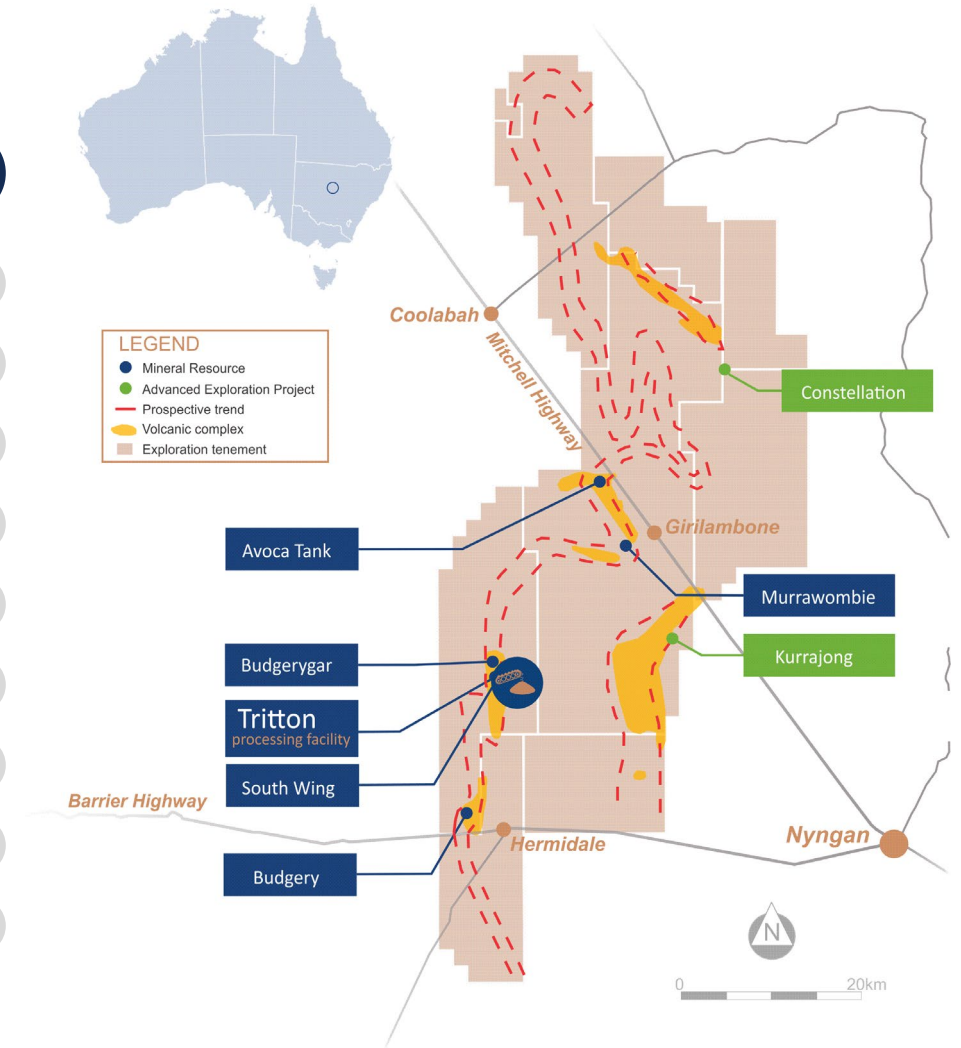 Coolabah
Mitchell Highway
LEGEND
Mineral Resource
Advanced Exploration Project
Prospective trend
Volcanic complex
Exploration tenement
Constellation
Avoca Tank
Girilambone
Murrawombie
Kurrajong
Budgerygar
Tritton
processing facility
South Wing
Barrier Highway
Hermidale
Nyngan
Budgery
N
0 20km